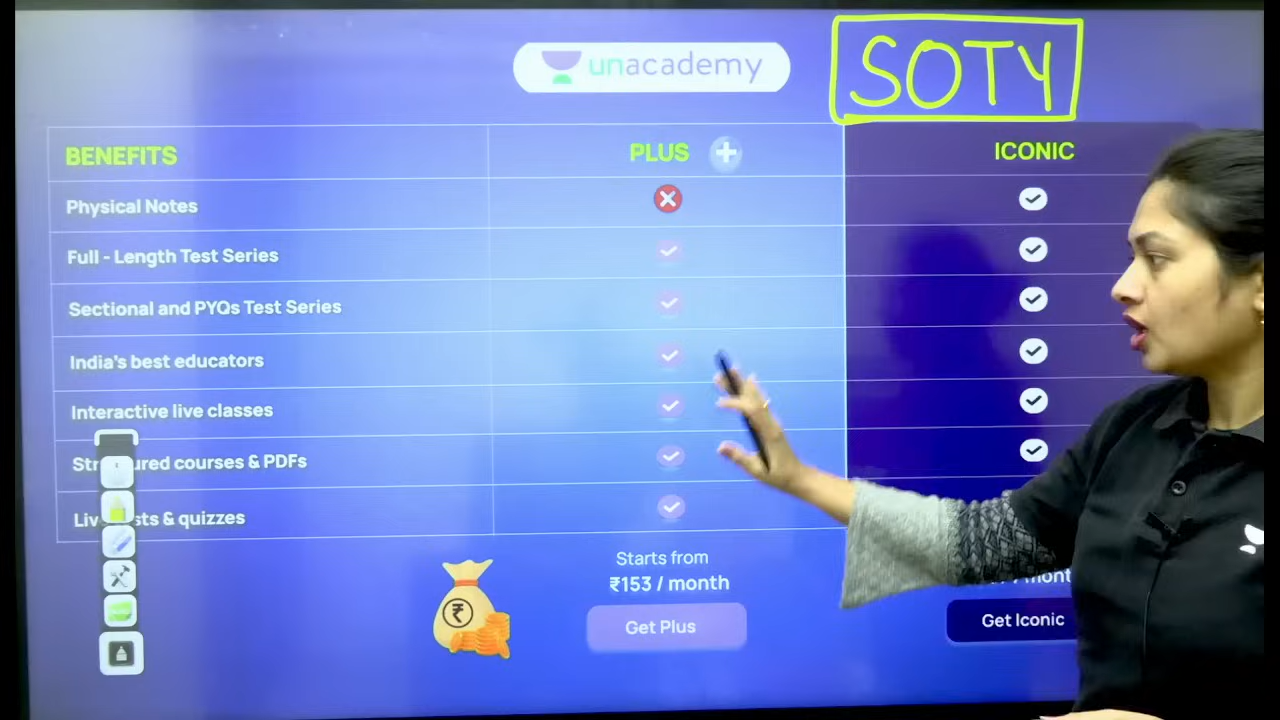 unacademy
SOTY
BENEFITS PLUS + ICONIC
Physical Notes
Full - Length Test Series
Sectional and PYQs Test Series
India's best educators
Interactive live classes
courses & PDFs
& quizzes
Starts from
₹153 / month
Get Plus
Get Iconic